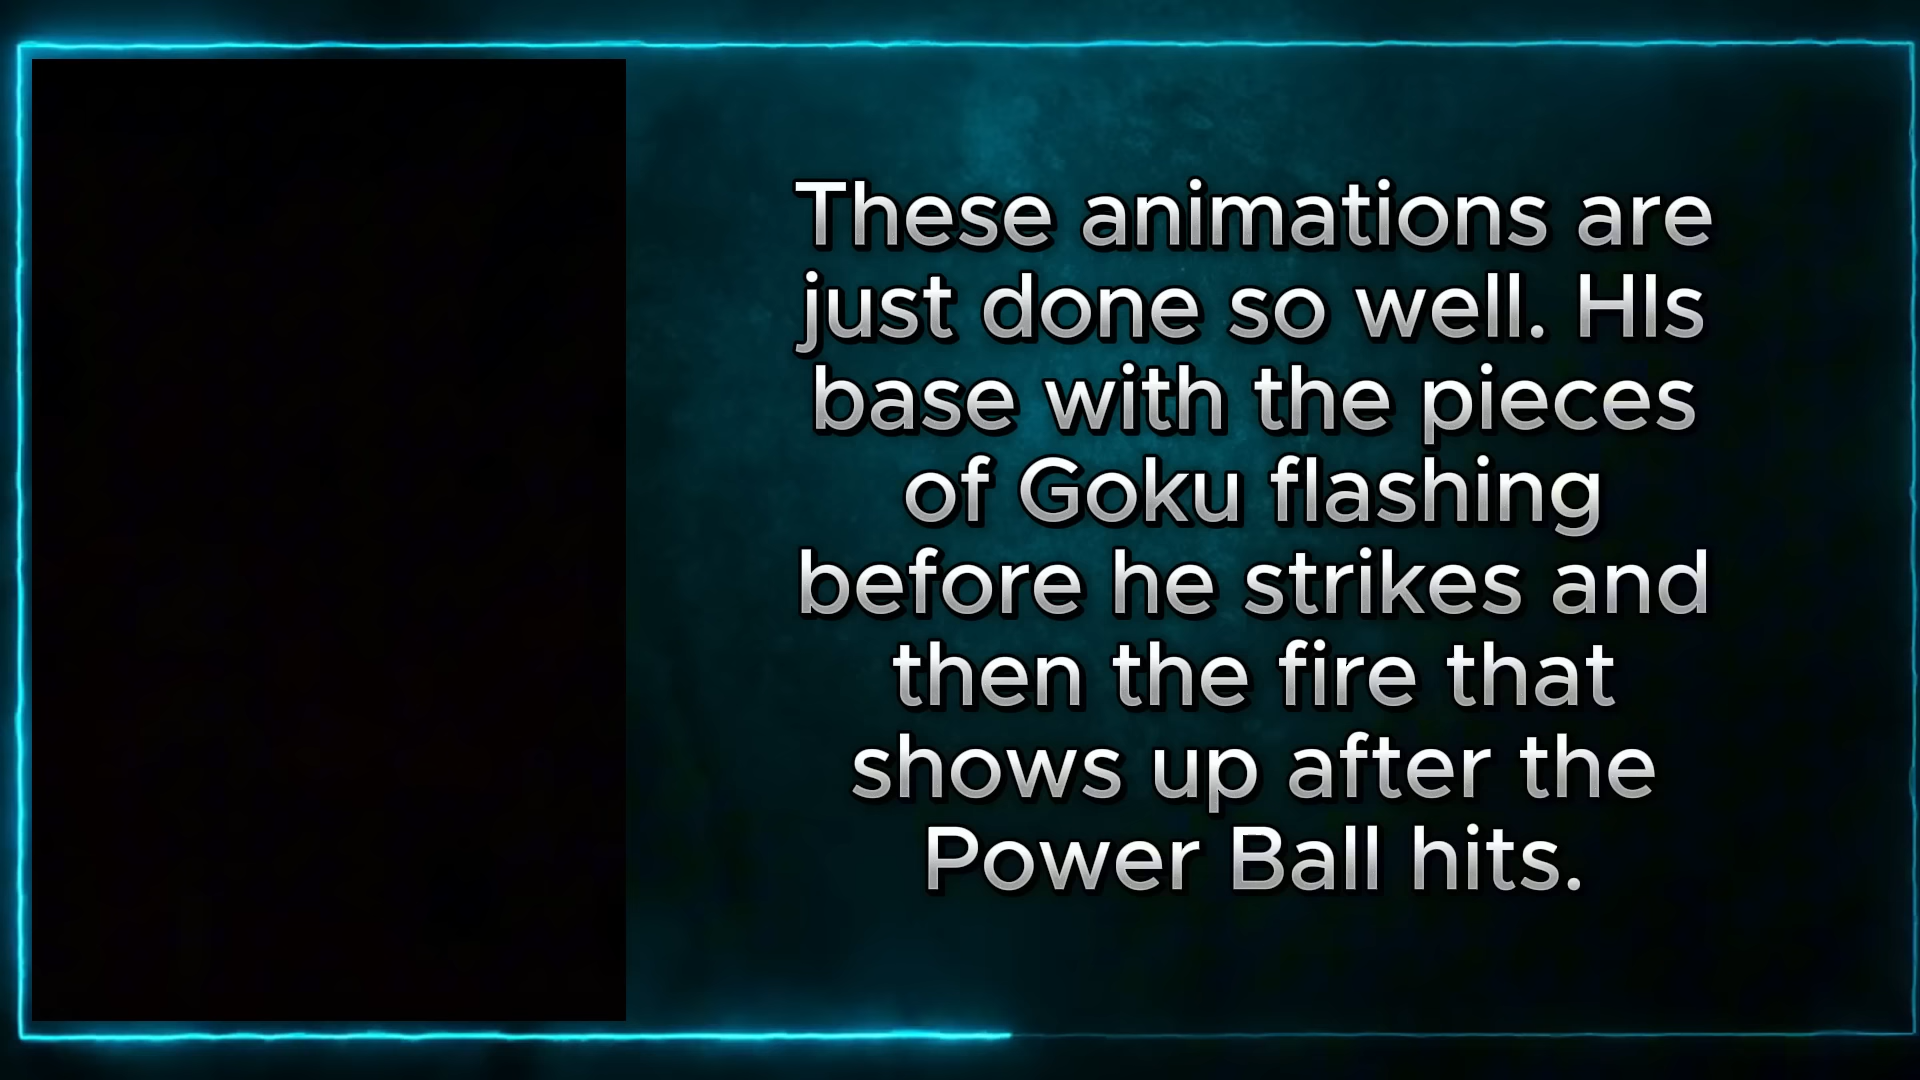 These animations are
just done so well. HIs
base with the pieces
of Goku flashing
before he strikes and
then the fire that
shows up after the
Power Ball hits.